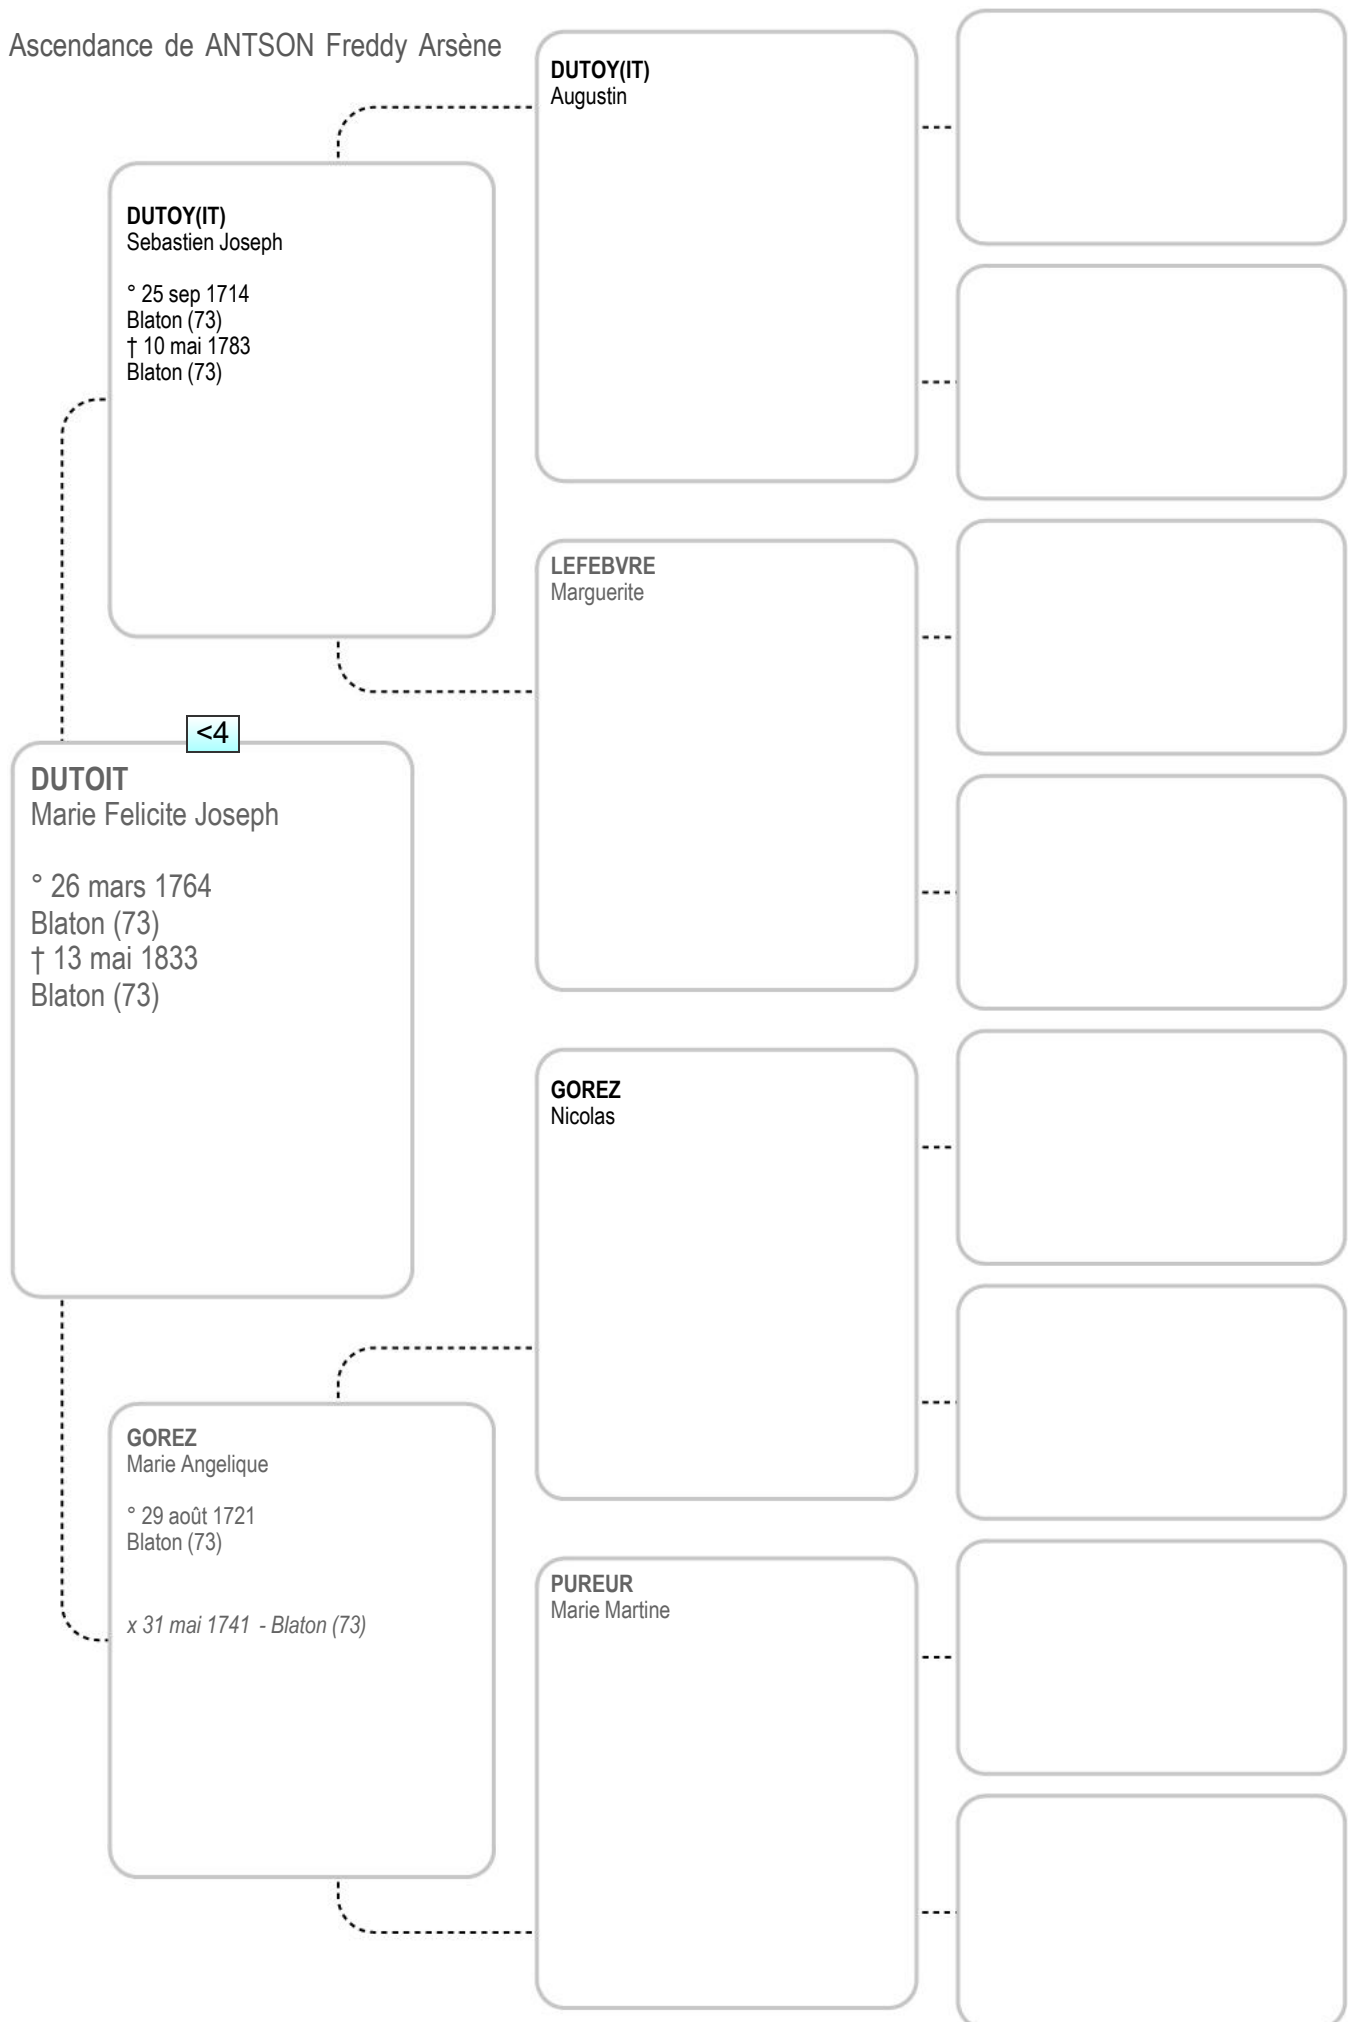 Ascendance de ANTSON Freddy Arsène
DUTOY(IT)
Augustin
DUTOY(IT)
Sebastien Joseph
° 25 sep 1714
Blaton (73)
† 10 mai 1783
Blaton (73)
LEFEBVRE
Marguerite
<4
DUTOIT
Marie Felicite Joseph
° 26 mars 1764
Blaton (73)
† 13 mai 1833
Blaton (73)
GOREZ
Nicolas
GOREZ
Marie Angelique
° 29 août 1721
Blaton (73)
x 31 mai 1741 - Blaton (73)
PUREUR
Marie Martine